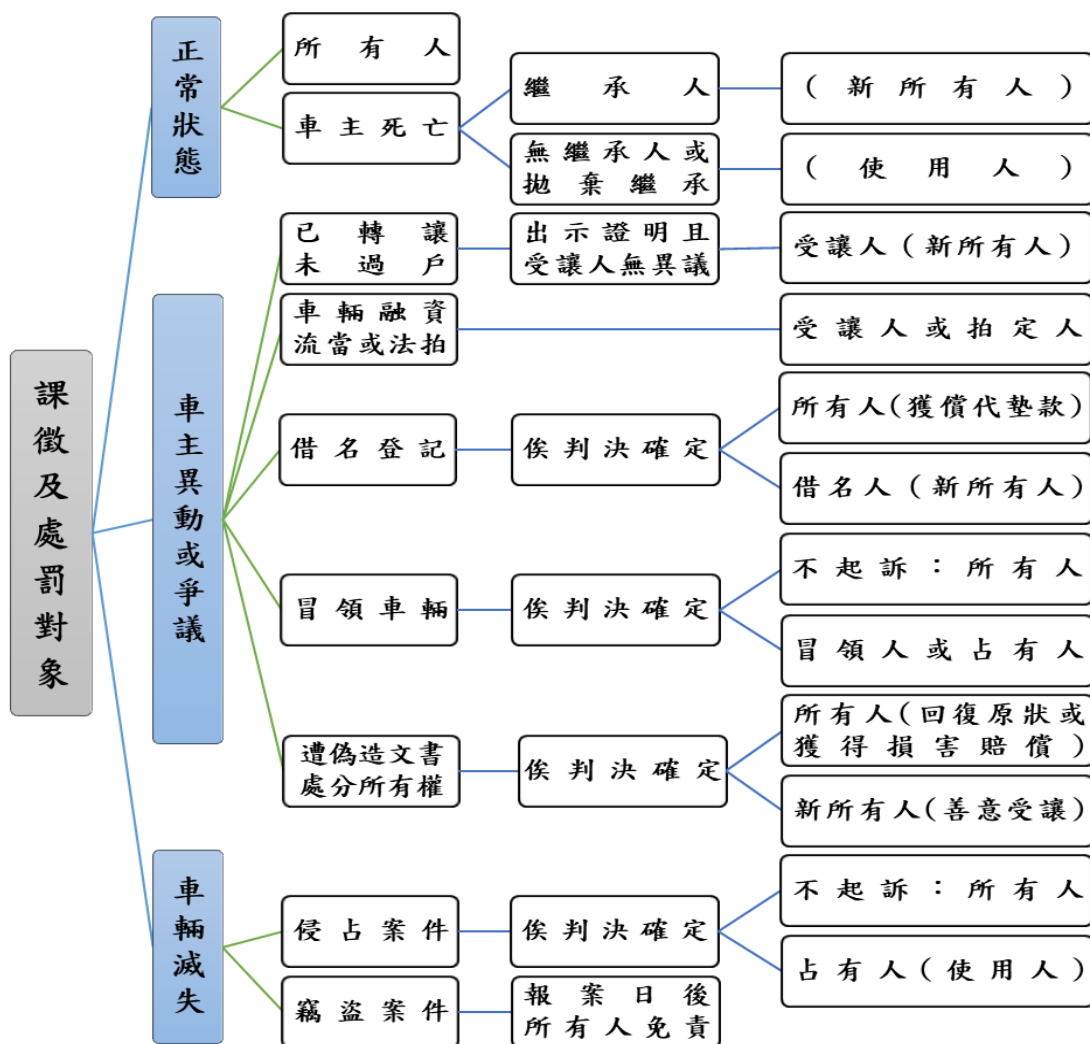 課徵及處罰對象
正常狀態
所有人
車主死亡
繼承人
(新所有人)
無繼承人或
拋棄繼承
(使用人)
車主異動或爭議
已轉讓
未過戶
出示證明且
受讓人無異議
受讓人(新所有人)
車輛融資
流當或法拍
受讓人或拍定人
借名登記
俟判決確定
所有人(獲償代墊款)
借名人(新所有人)
冒領車輛
俟判決確定
不起訴：所有人
冒領人或占有人
遭偽造文書
處分所有權
俟判決確定
所有人(回復原狀或
獲得損害賠償)
新所有人(善意受讓)
車輛滅失
侵占案件
俟判決確定
不起訴：所有人
占有人(使用人)
竊盜案件
報案日後
所有人免責